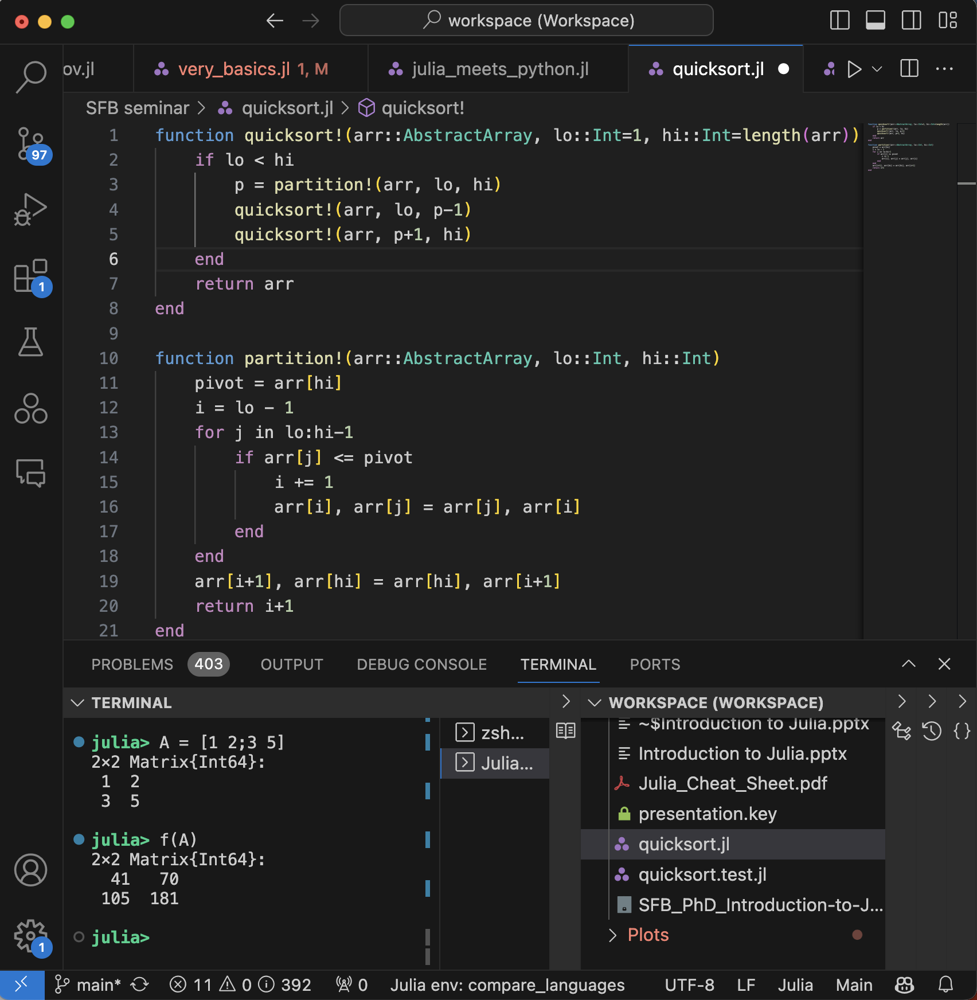 workspace (Workspace)
ov.jl
very_basics.jl 1, M
julia_meets_python.jl
quicksort.jl
SFB seminar > quicksort.jl > quicksort!
1 function quicksort!(arr::AbstractArray, lo::Int=1, hi::Int=length(arr))
2 if lo < hi
3 p = partition!(arr, lo, hi)
4 quicksort!(arr, lo, p-1)
5 quicksort!(arr, p+1, hi)
6 end
7 return arr
8 end
9
10 function partition!(arr::AbstractArray, lo::Int, hi::Int)
11 pivot = arr[hi]
12 i = lo - 1
13 for j in lo:hi-1
14 if arr[j] <= pivot
15 i += 1
16 arr[i], arr[j] = arr[j], arr[i]
17 end
18 end
19 arr[i+1], arr[hi] = arr[hi], arr[i+1]
20 return i+1
21 end
97
1
1
PROBLEMS 403 OUTPUT DEBUG CONSOLE TERMINAL PORTS
TERMINAL
julia> A = [1 2;3 5]
2×2 Matrix{Int64}:
1 2
3 5
julia> f(A)
2×2 Matrix{Int64}:
41 70
105 181
julia>
zsh...
Julia...
WORKSPACE (WORKSPACE)
~$Introduction to Julia.pptx
Introduction to Julia.pptx
Julia_Cheat_Sheet.pdf
presentation.key
quicksort.jl
quicksort.test.jl
SFB_PhD_Introduction-to-J...
Plots
main* 11 0 392 0 Julia env: compare_languages UTF-8 LF Julia Main